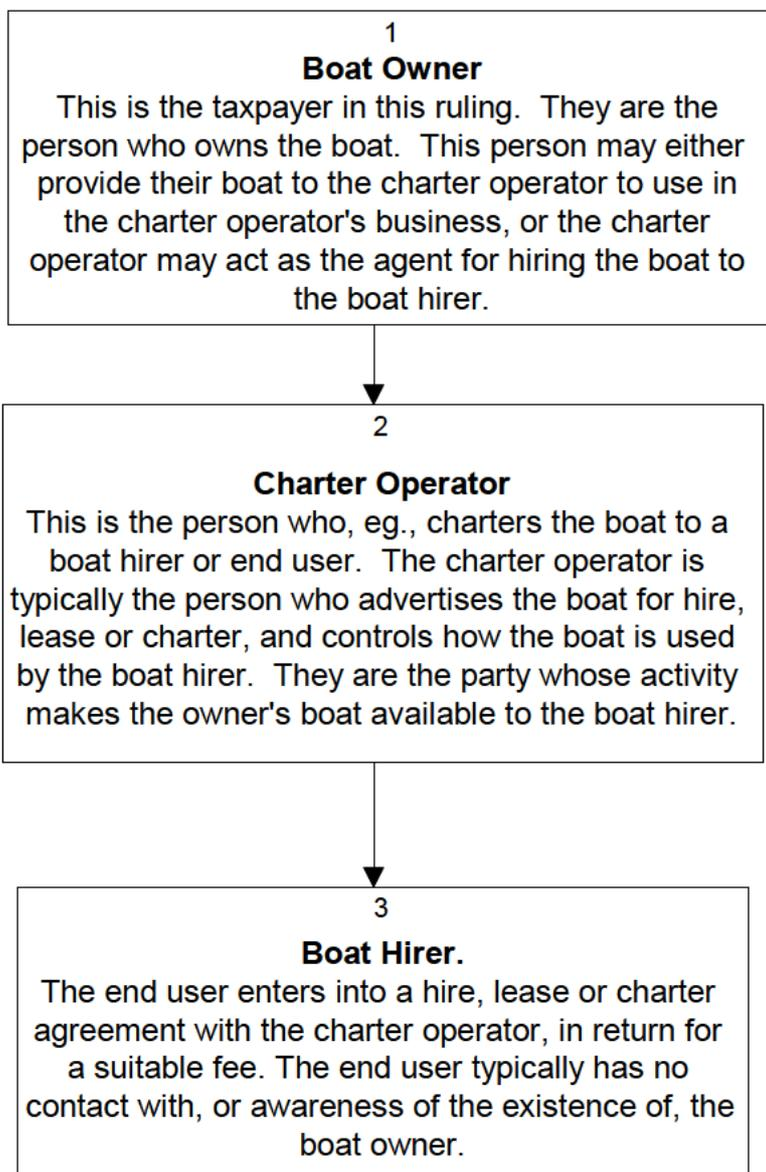 1
Boat Owner
This is the taxpayer in this ruling.  They are the
person who owns the boat.  This person may either
provide their boat to the charter operator to use in
the charter operator's business, or the charter
operator may act as the agent for hiring the boat to
the boat hirer.
2
Charter Operator
This is the person who, eg., charters the boat to a
boat hirer or end user.  The charter operator is
typically the person who advertises the boat for hire,
lease or charter, and controls how the boat is used
by the boat hirer.  They are the party whose activity
makes the owner's boat available to the boat hirer.
3
Boat Hirer.
The end user enters into a hire, lease or charter
agreement with the charter operator, in return for
a suitable fee. The end user typically has no
contact with, or awareness of the existence of, the
boat owner.